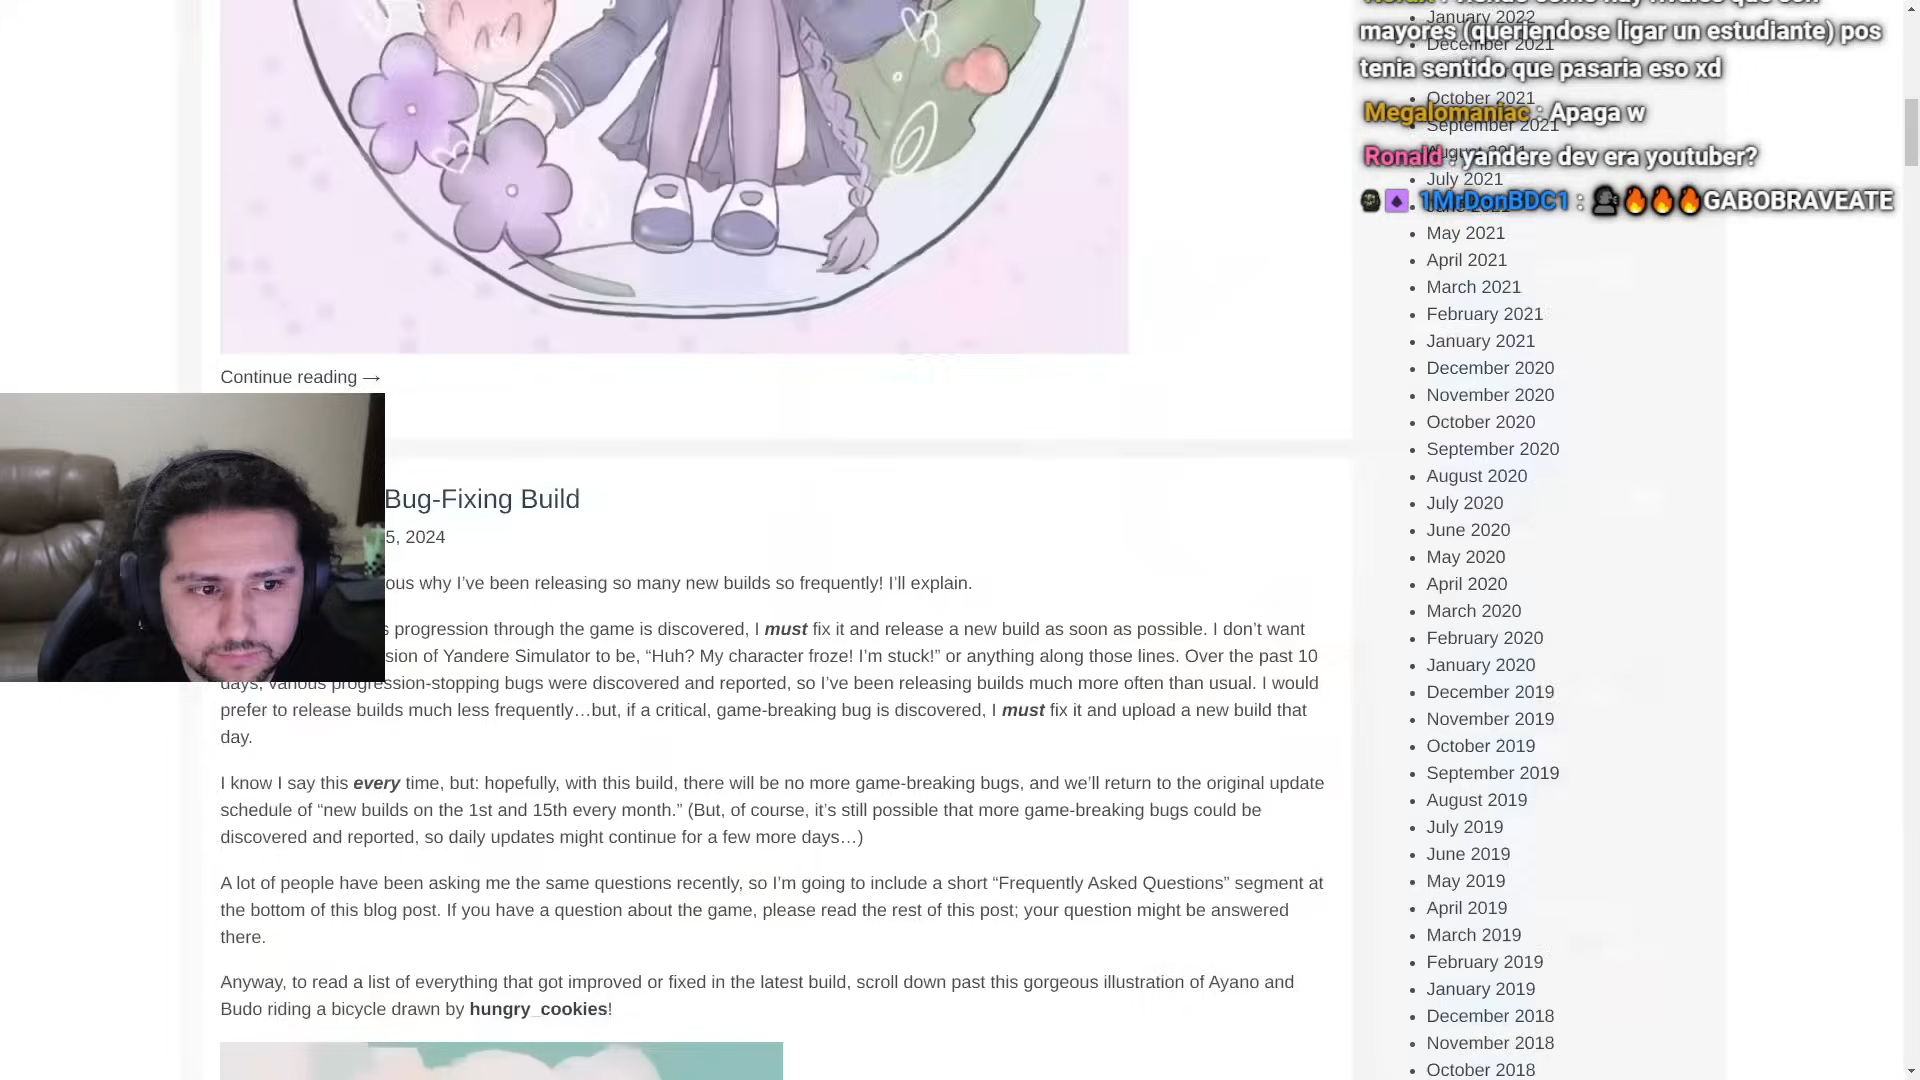 Continue reading →
Bug-Fixing Build
5, 2024
ous why I’ve been releasing so many new builds so frequently! I’ll explain.
s progression through the game is discovered, I must fix it and release a new build as soon as possible. I don’t want
sion of Yandere Simulator to be, “Huh? My character froze! I’m stuck!” or anything along those lines. Over the past 10
days, various progression-stopping bugs were discovered and reported, so I’ve been releasing builds much more often than usual. I would
prefer to release builds much less frequently…but, if a critical, game-breaking bug is discovered, I must fix it and upload a new build that
day.
I know I say this every time, but: hopefully, with this build, there will be no more game-breaking bugs, and we’ll return to the original update
schedule of “new builds on the 1st and 15th every month.” (But, of course, it’s still possible that more game-breaking bugs could be
discovered and reported, so daily updates might continue for a few more days…)
A lot of people have been asking me the same questions recently, so I’m going to include a short “Frequently Asked Questions” segment at
the bottom of this blog post. If you have a question about the game, please read the rest of this post; your question might be answered
there.
Anyway, to read a list of everything that got improved or fixed in the latest build, scroll down past this gorgeous illustration of Ayano and
Budo riding a bicycle drawn by hungry_cookies!
mayores (queriendose ligar un estudiante) pos
tenia sentido que pasaria eso xd
Megalomaniac : Apaga w
Ronald : yandere dev era youtuber?
1MrDonBDC1 : GABOBRAVEATE
January 2022
December 2021
October 2021
September 2021
August 2021
July 2021
June 2021
May 2021
April 2021
March 2021
February 2021
January 2021
December 2020
November 2020
October 2020
September 2020
August 2020
July 2020
June 2020
May 2020
April 2020
March 2020
February 2020
January 2020
December 2019
November 2019
October 2019
September 2019
August 2019
July 2019
June 2019
May 2019
April 2019
March 2019
February 2019
January 2019
December 2018
November 2018
October 2018